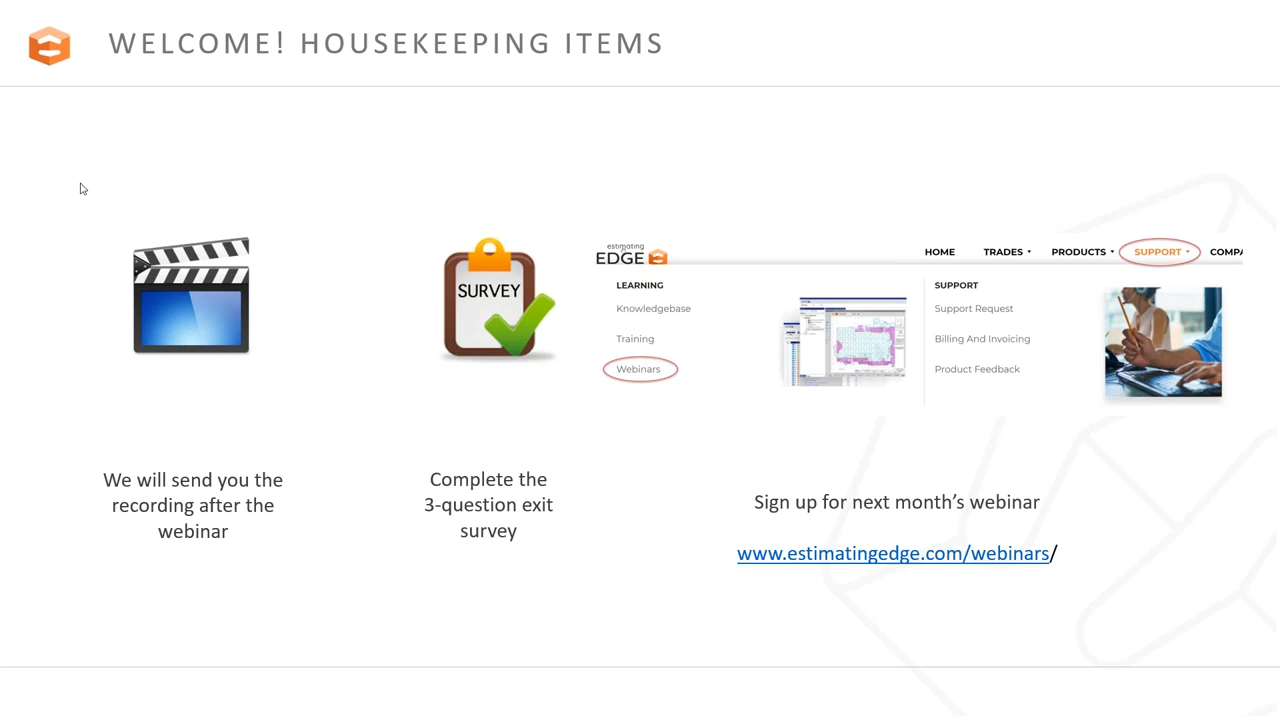 WELCOME! HOUSEKEEPING ITEMS
SURVEY
estimating
EDGE
HOME TRADES PRODUCTS SUPPORT COMPA
LEARNING
Knowledgebase
Training
Webinars
SUPPORT
Support Request
Billing And Invoicing
Product Feedback
We will send you the
recording after the
webinar
Complete the
3-question exit
survey
Sign up for next month’s webinar
www.estimatingedge.com/webinars/